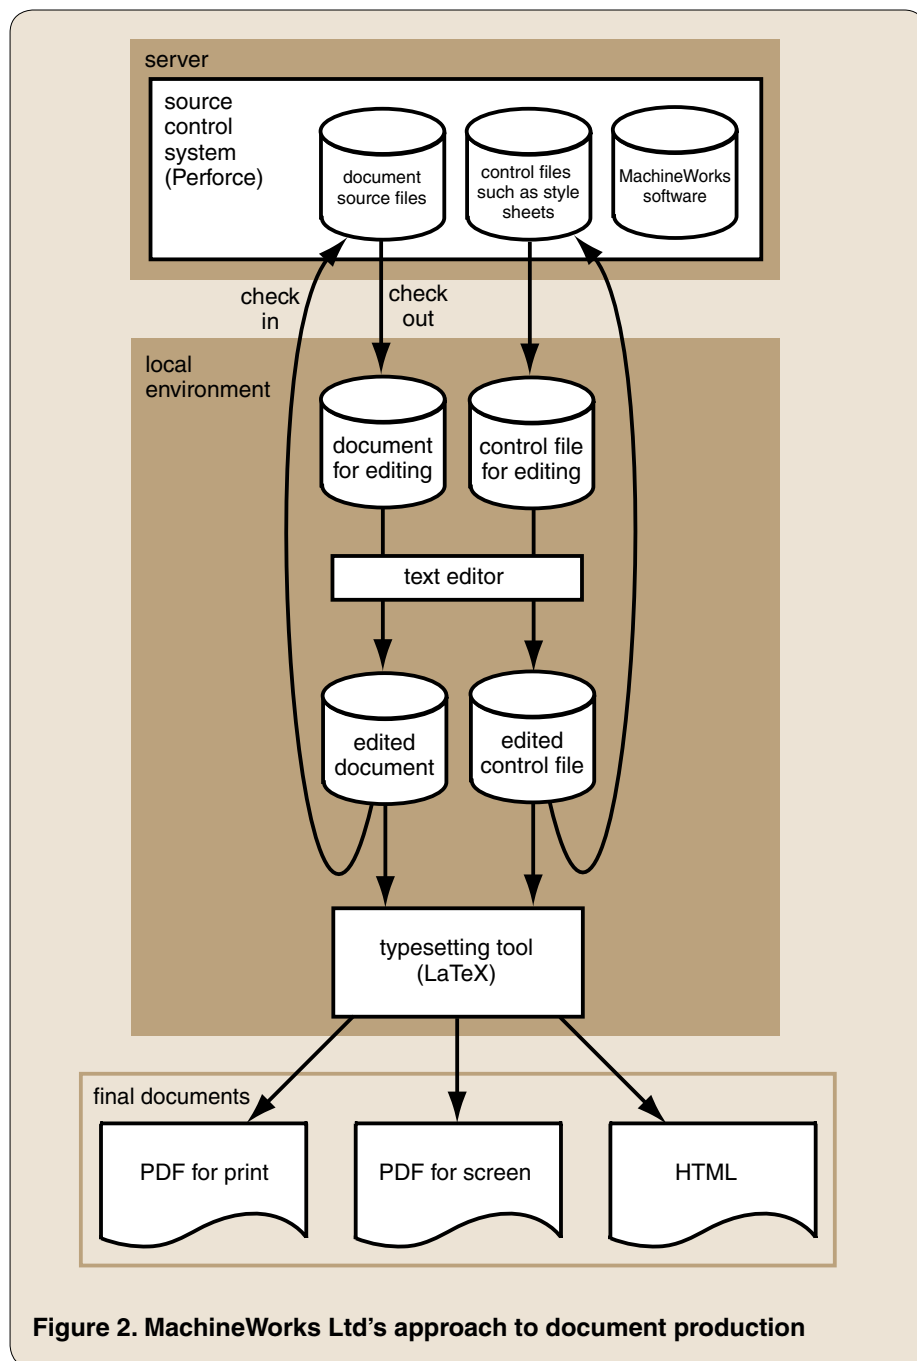 server
source
control
system
(Perforce)
document
source files
control files
such as style
sheets
MachineWorks
software
check
in
check
out
local
environment
document
for editing
control file
for editing
text editor
edited
document
edited
control file
typesetting tool
(LaTeX)
final documents
PDF for print
PDF for screen
HTML
Figure 2. MachineWorks Ltd’s approach to document production